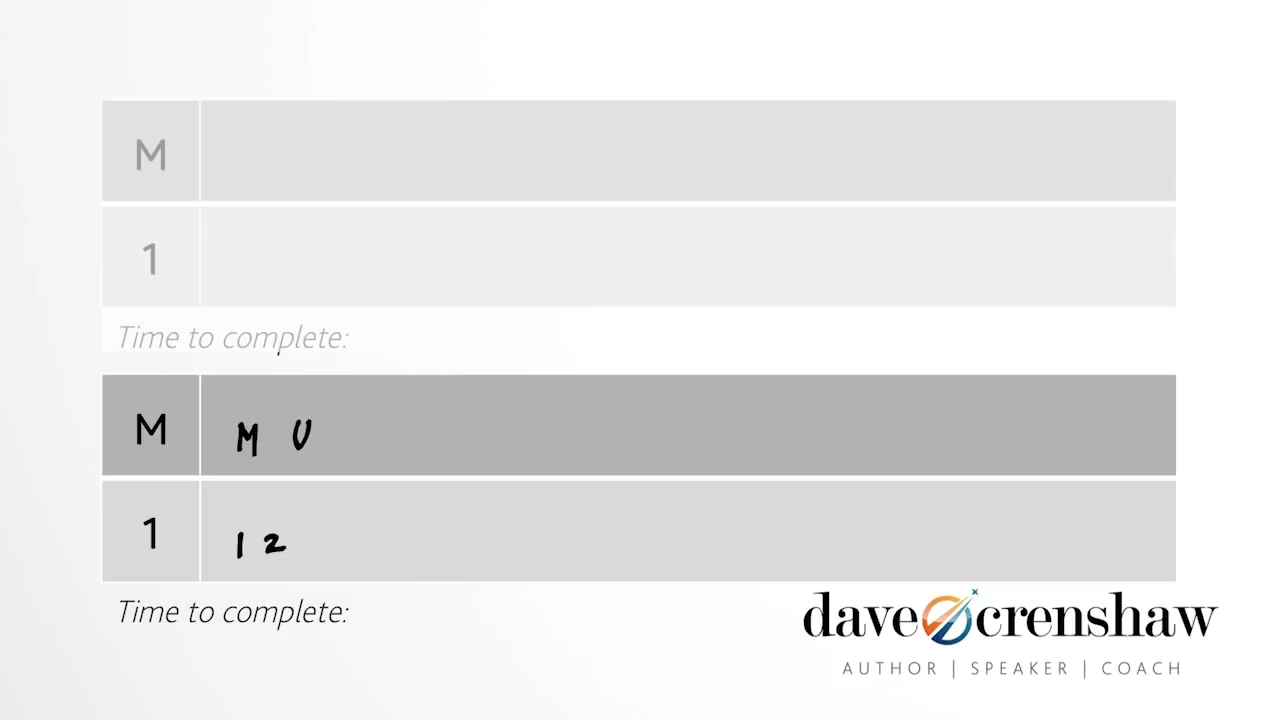 M
1
Time to complete:
M M U
1 1 2
Time to complete:
dave crenshaw
AUTHOR | SPEAKER | COACH